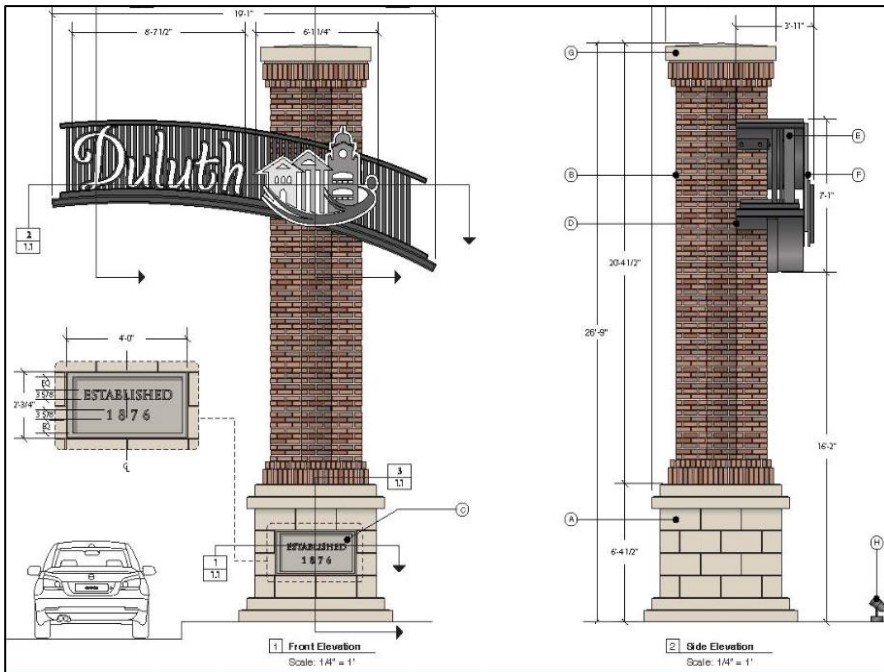 19'-1"
8'-7 1/2"
6'-1 1/4"
3'-11"
G
Duluth
E
B
F
7'-1"
2
1.1
D
20'-4 1/2"
26'-9"
4'-0"
2'-3/4"
EQ
3 5/8"
3 5/8"
EQ
ESTABLISHED
1876
℄
16'-2"
3
1.1
C
A
ESTABLISHED
1876
1
1.1
6'-4 1/2"
H
1 Front Elevation
Scale: 1/4" = 1'
2 Side Elevation
Scale: 1/4" = 1'